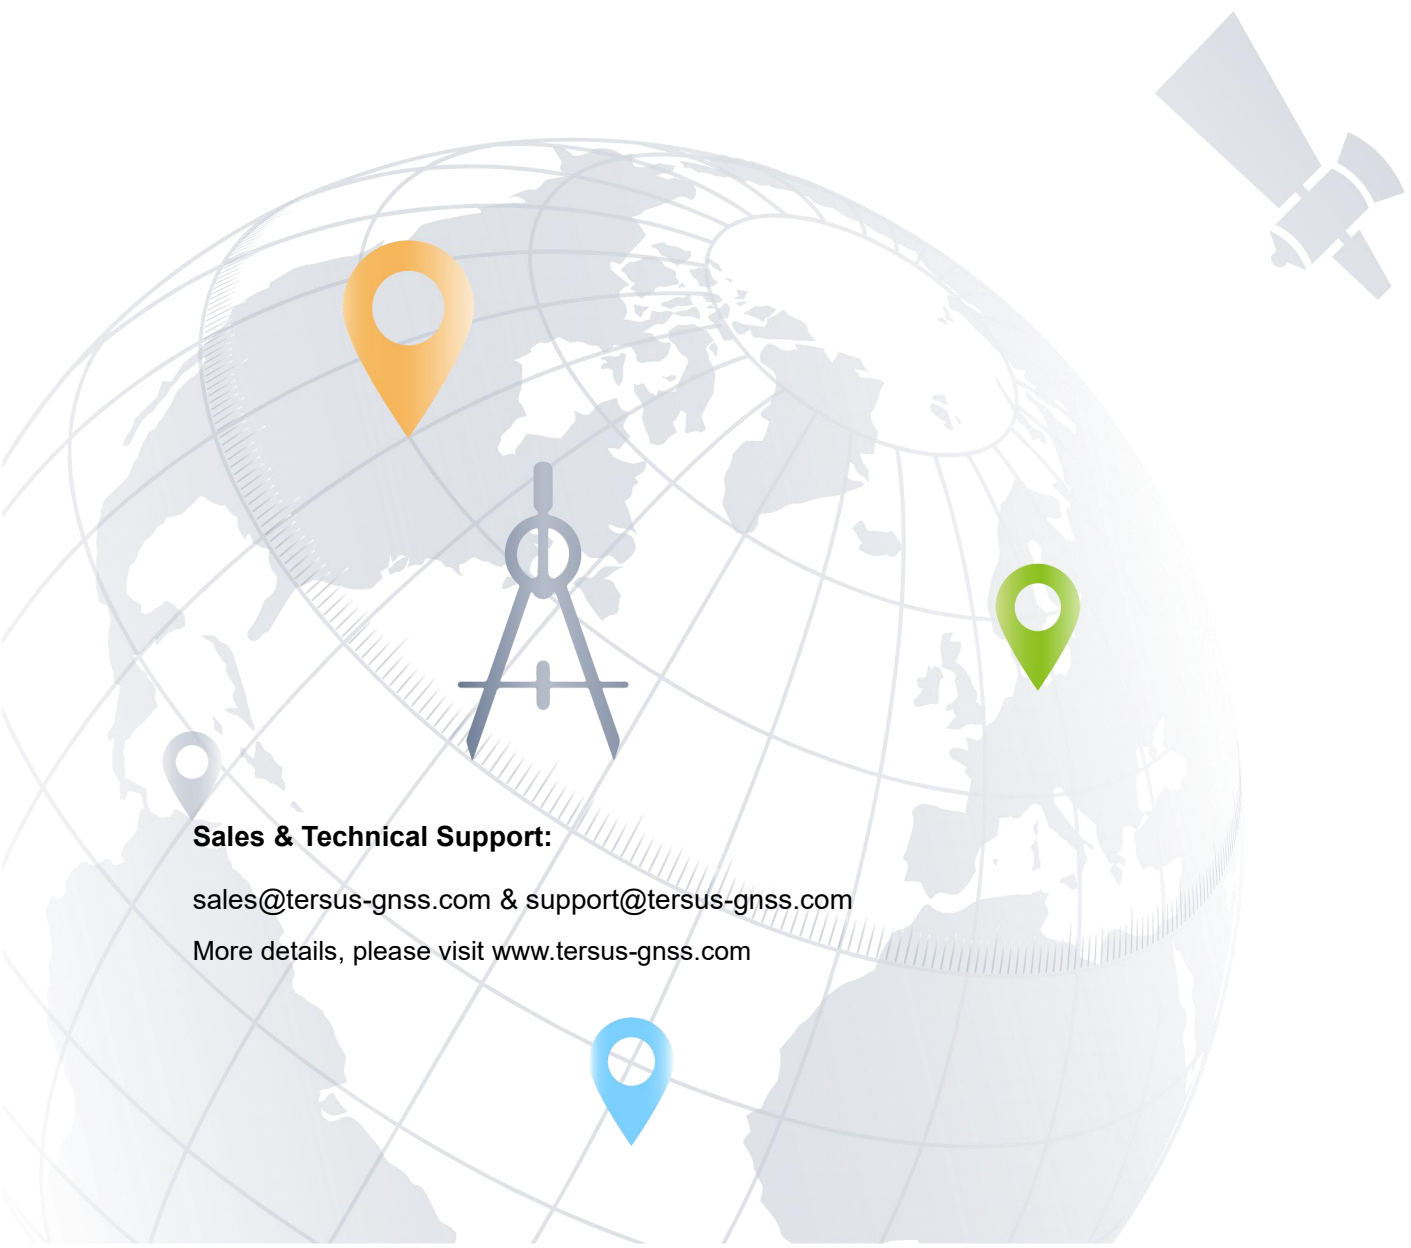 Sales & Technical Support:
sales@tersus-gnss.com & support@tersus-gnss.com
More details, please visit www.tersus-gnss.com